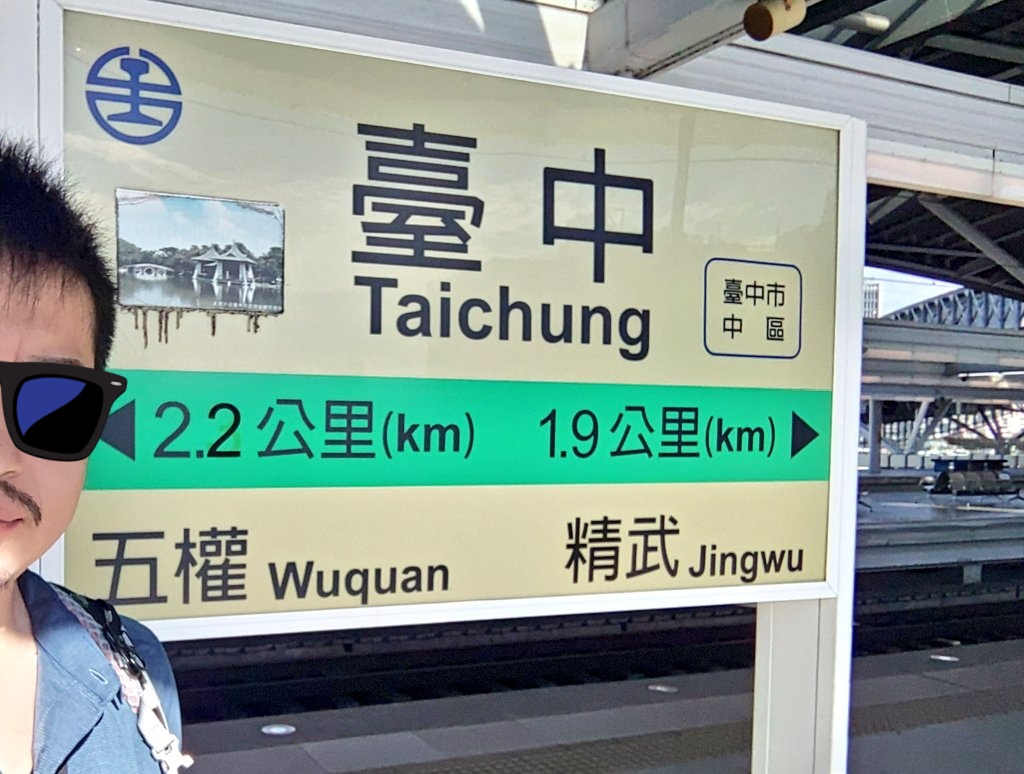 臺中
Taichung
臺中市
中區
2.2公里(km) 1.9公里(km)
五權 Wuquan 精武 Jingwu